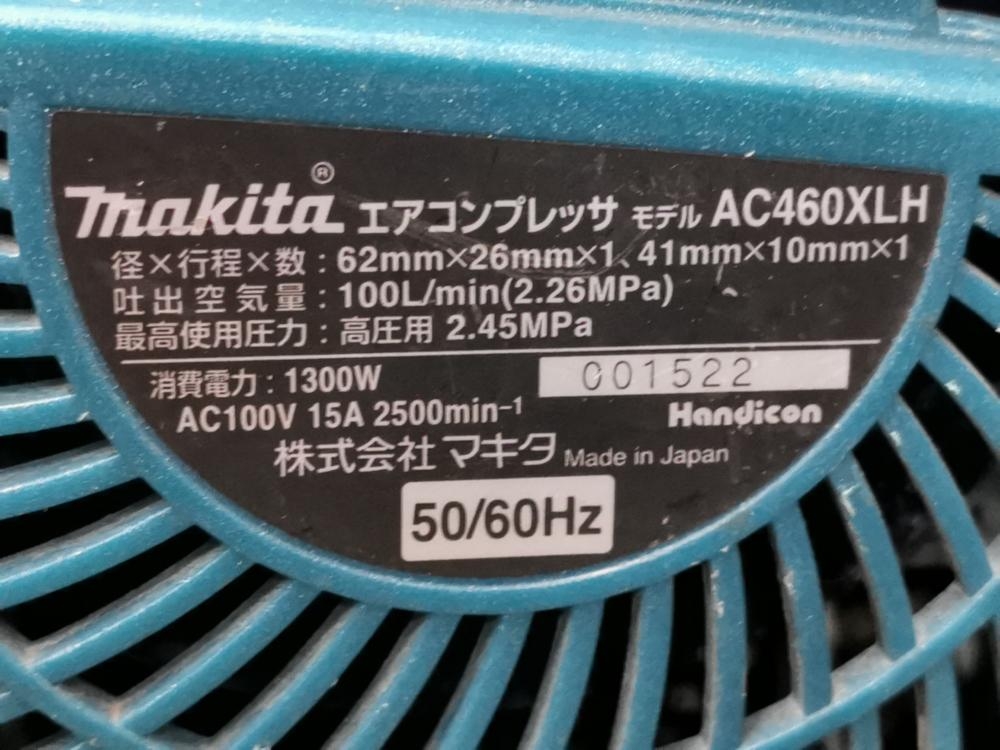 makita® エアコンプレッサ モデル AC460XLH
径×行程×数：62mm×26mm×1、41mm×10mm×1
吐出空気量：100L/min(2.26MPa)
最高使用圧力：高圧用 2.45MPa
消費電力：1300W 001522
AC100V 15A 2500min⁻¹ Handicon
株式会社 マキタ Made in Japan
50/60Hz